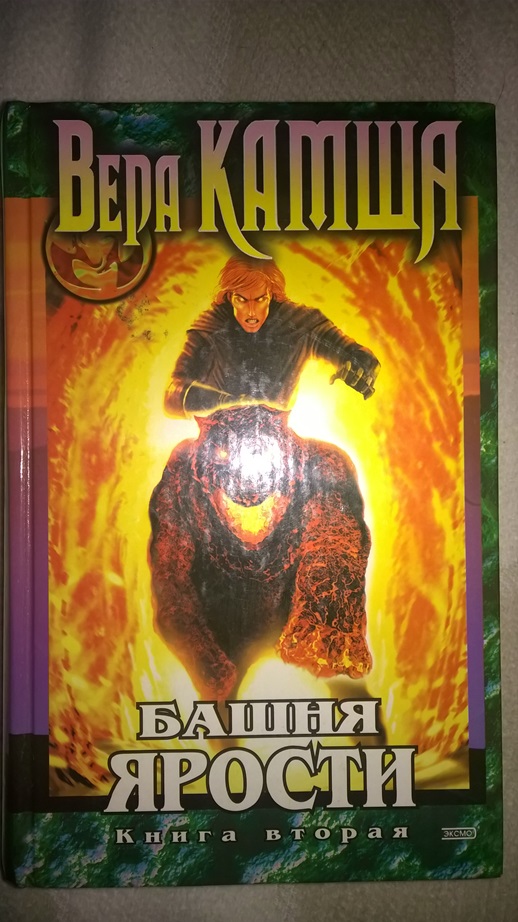 Вера КАМША
БАШНЯ
ЯРОСТИ
Книга вторая
ЭКСМО